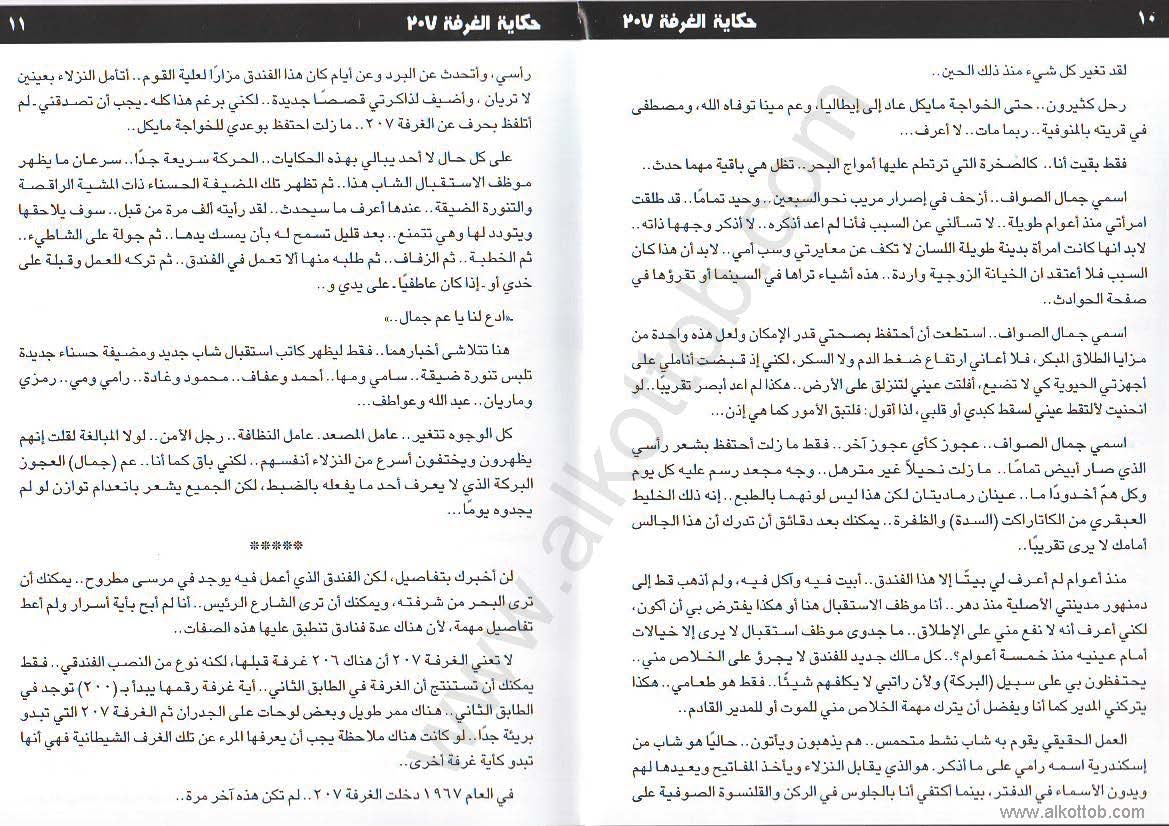 ١٠
حكاية الغرفة ٢٠٧
لقد تغير كل شيء منذ ذلك الحين..
رحل كثيرون.. حتى الخواجة مايكل عاد إلى إيطاليا، وعم مينا توفاه الله، ومصطفى
في قريته بالمنوفية.. ربما مات.. لا أعرف...
فقط بقيت أنا.. كالصخرة التي ترتطم عليها أمواج البحر.. تظل هي باقية مهما حدث..
اسمي جمال الصواف.. أزحف في إصرار مريب نحو السبعين.. وحيد تمامًا.. قد طلقت
امرأتي منذ أعوام طويلة.. لا تسألني عن السبب فأنا لم اعد أذكره.. لا أذكر وجهها ذاته..
لابد انها كانت امرأة بدينة طويلة اللسان لا تكف عن معايرتي وسب أمي.. لابد أن هذا كان
السبب فلا أعتقد ان الخيانة الزوجية واردة.. هذه أشياء تراها في السينما أو تقرؤها في
صفحة الحوادث..
اسمي جمال الصواف.. استطعت أن أحتفظ بصحتي قدر الإمكان ولعل هذه واحدة من
مزايا الطلاق المبكر، فلا أعاني ارتفاع ضغط الدم ولا السكر، لكني إذ قبضت أناملي على
أجهزتي الحيوية كي لا تضيع، أفلتت عيني لتنزلق على الأرض.. هكذا لم اعد أبصر تقريبًا.. لو
انحنيت لألتقط عيني لسقط كبدي أو قلبي، لذا أقول: فلتبق الأمور كما هي إذن...
اسمي جمال الصواف.. عجوز كأي عجوز آخر.. فقط ما زلت أحتفظ بشعر رأسي
الذي صار أبيض تمامًا.. ما زلت نحيلاً غير مترهل.. وجه مجعد رسم عليه كل يوم
وكل همّ أخدودًا ما.. عينان رماديتان لكن هذا ليس لونهما بالطبع.. إنه ذلك الخليط
العبقري من الكاتاراكت (السدة) والظفرة.. يمكنك بعد دقائق أن تدرك أن هذا الجالس
أمامك لا يرى تقريبًا..
منذ أعوام لم أعرف لي بيتًا إلا هذا الفندق.. أبيت فيه وآكل فيه، ولم أذهب قط إلى
دمنهور مدينتي الأصلية منذ دهر.. أنا موظف الاستقبال هنا أو هكذا يفترض بي أن أكون،
لكني أعرف أنه لا نفع مني على الإطلاق.. ما جدوى موظف استقبال لا يرى إلا خيالات
أمام عينيه منذ خمسة أعوام؟.. كل مالك جديد للفندق لا يجرؤ على الخلاص مني..
يحتفظون بي على سبيل (البركة) ولأن راتبي لا يكلفهم شيئًا.. فقط هو طعامي.. هكذا
يتركني المدير كما أنا ويفضل أن يترك مهمة الخلاص مني للموت أو للمدير القادم..
العمل الحقيقي يقوم به شاب نشط متحمس.. هم يذهبون ويأتون.. حاليًا هو شاب من
إسكندرية اسمه رامي على ما أذكر. هو الذي يقابل النزلاء ويأخذ المفاتيح ويعيدها لهم
ويدون الأسماء في الدفتر، بينما أكتفي أنا بالجلوس في الركن والقلنسوة الصوفية على
حكاية الغرفة ٢٠٧
١١
رأسي، وأتحدث عن البرد وعن أيام كان هذا الفندق مزارًا لعلية القوم.. أتأمل النزلاء بعينين
لا تريان، وأضيف لذاكرتي قصصًا جديدة.. لكني برغم هذا كله ـ يجب أن تصدقني ـ لم
أتلفظ بحرف عن الغرفة ٢٠٧.. ما زلت احتفظ بوعدي للخواجة مايكل..
على كل حال لا أحد يبالي بهذه الحكايات.. الحركة سريعة جدًا.. سرعان ما يظهر
موظف الاستقبال الشاب هذا.. ثم تظهر تلك المضيفة الحسناء ذات المشية الراقصة
والتنورة الضيقة.. عندها أعرف ما سيحدث.. لقد رأيته ألف مرة من قبل.. سوف يلاحقها
ويتودد لها وهي تتمنع.. بعد قليل تسمح له بأن يمسك يدها.. ثم جولة على الشاطيء..
ثم الخطبة.. ثم الزفاف.. ثم طلبه منها ألا تعمل في الفندق.. ثم تركه للعمل وقبلة على
خدي أو ـ إذا كان عاطفيًا ـ على يدي و..
ـ«ادع لنا يا عم جمال..»
هنا تتلاشى أخبارهما.. فقط ليظهر كاتب استقبال شاب جديد ومضيفة حسناء جديدة
تلبس تنورة ضيقة.. سامي ومها.. أحمد وعفاف.. محمود وغادة.. رامي ومي.. رمزي
وماريان.. عبد الله وعواطف...
كل الوجوه تتغير.. عامل المصعد. عامل النظافة.. رجل الأمن.. لولا المبالغة لقلت إنهم
يظهرون ويختفون أسرع من النزلاء أنفسهم.. لكني باق كما أنا.. عم (جمال) العجوز
البركة الذي لا يعرف أحد ما يفعله بالضبط، لكن الجميع يشعر بانعدام توازن لو لم
يجدوه يومًا...
*****
لن أخبرك بتفاصيل، لكن الفندق الذي أعمل فيه يوجد في مرسى مطروح.. يمكنك أن
ترى البحر من شرفته، ويمكنك أن ترى الشارع الرئيس.. أنا لم أبح بأية أسرار ولم أعط
تفاصيل مهمة، لأن هناك عدة فنادق تنطبق عليها هذه الصفات..
لا تعني الغرفة ٢٠٧ أن هناك ٢٠٦ غرفة قبلها، لكنه نوع من النصب الفندقي.. فقط
يمكنك أن تستنتج أن الغرفة في الطابق الثاني.. أية غرفة رقمها يبدأ بـ (٢٠٠) توجد في
الطابق الثاني.. هناك ممر طويل وبعض لوحات على الجدران ثم الغرفة ٢٠٧ التي تبدو
بريئة جدًا.. لو كانت هناك ملاحظة يجب أن يعرفها المرء عن تلك الغرف الشيطانية فهي أنها
تبدو كأية غرفة أخرى..
في العام ١٩٦٧ دخلت الغرفة ٢٠٧.. لم تكن هذه آخر مرة..
www.alkottob.com
www.alkottob.com